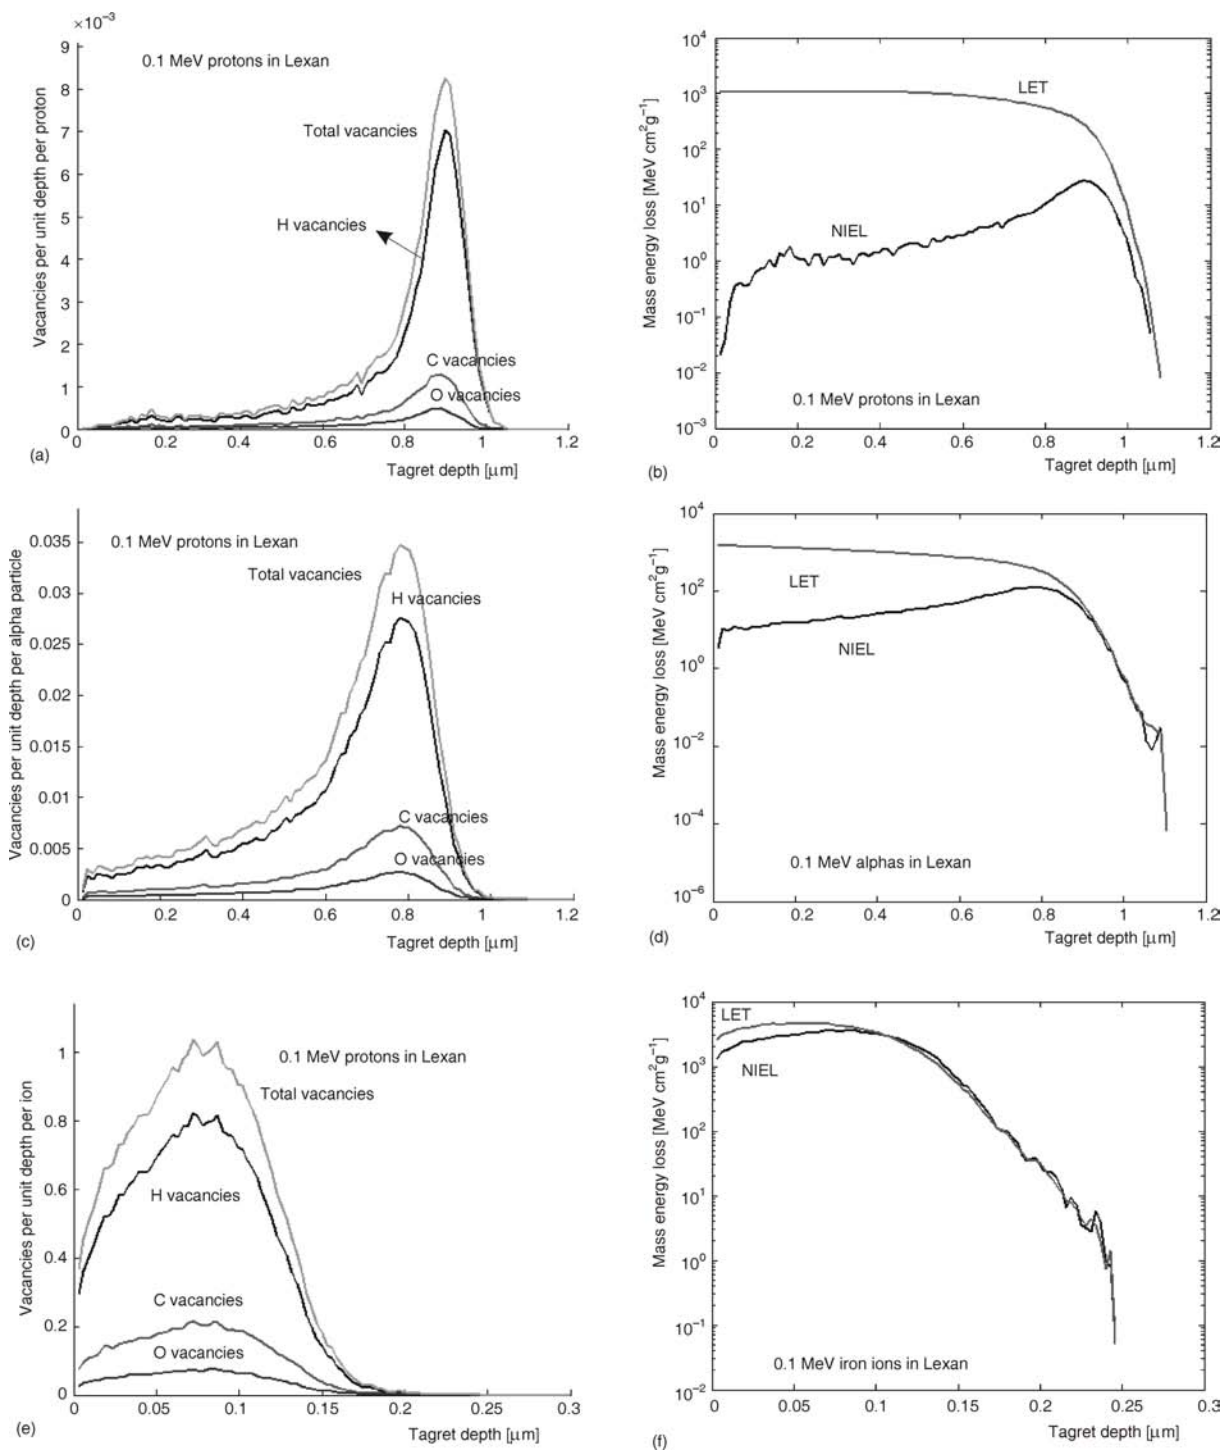 ×10⁻³
0.1 MeV protons in Lexan
Vacancies per unit depth per proton
9
8
7
6
5
4
3
2
1
0
Total vacancies
H vacancies
C vacancies
O vacancies
0 0.2 0.4 0.6 0.8 1 1.2
Tagret depth [μm]
(a)
Mass energy loss [MeV cm²g⁻¹]
10⁴
10³
10²
10¹
10⁰
10⁻¹
10⁻²
10⁻³
LET
NIEL
0.1 MeV protons in Lexan
0 0.2 0.4 0.6 0.8 1 1.2
Tagret depth [μm]
(b)
Vacancies per unit depth per alpha particle
0.035
0.03
0.025
0.02
0.015
0.01
0.005
0
0.1 MeV protons in Lexan
Total vacancies
H vacancies
C vacancies
O vacancies
0 0.2 0.4 0.6 0.8 1 1.2
Tagret depth [μm]
(c)
Mass energy loss [MeV cm²g⁻¹]
10⁴
10²
10⁰
10⁻²
10⁻⁴
10⁻⁶
LET
NIEL
0.1 MeV alphas in Lexan
0 0.2 0.4 0.6 0.8 1 1.2
Tagret depth [μm]
(d)
Vacancies per unit depth per ion
1
0.8
0.6
0.4
0.2
0
0.1 MeV protons in Lexan
Total vacancies
H vacancies
C vacancies
O vacancies
0 0.05 0.1 0.15 0.2 0.25 0.3
Tagret depth [μm]
(e)
Mass energy loss [MeV cm²g⁻¹]
10⁴
10³
10²
10¹
10⁰
10⁻¹
10⁻²
LET
NIEL
0.1 MeV iron ions in Lexan
0 0.05 0.1 0.15 0.2 0.25 0.3
Tagret depth [μm]
(f)